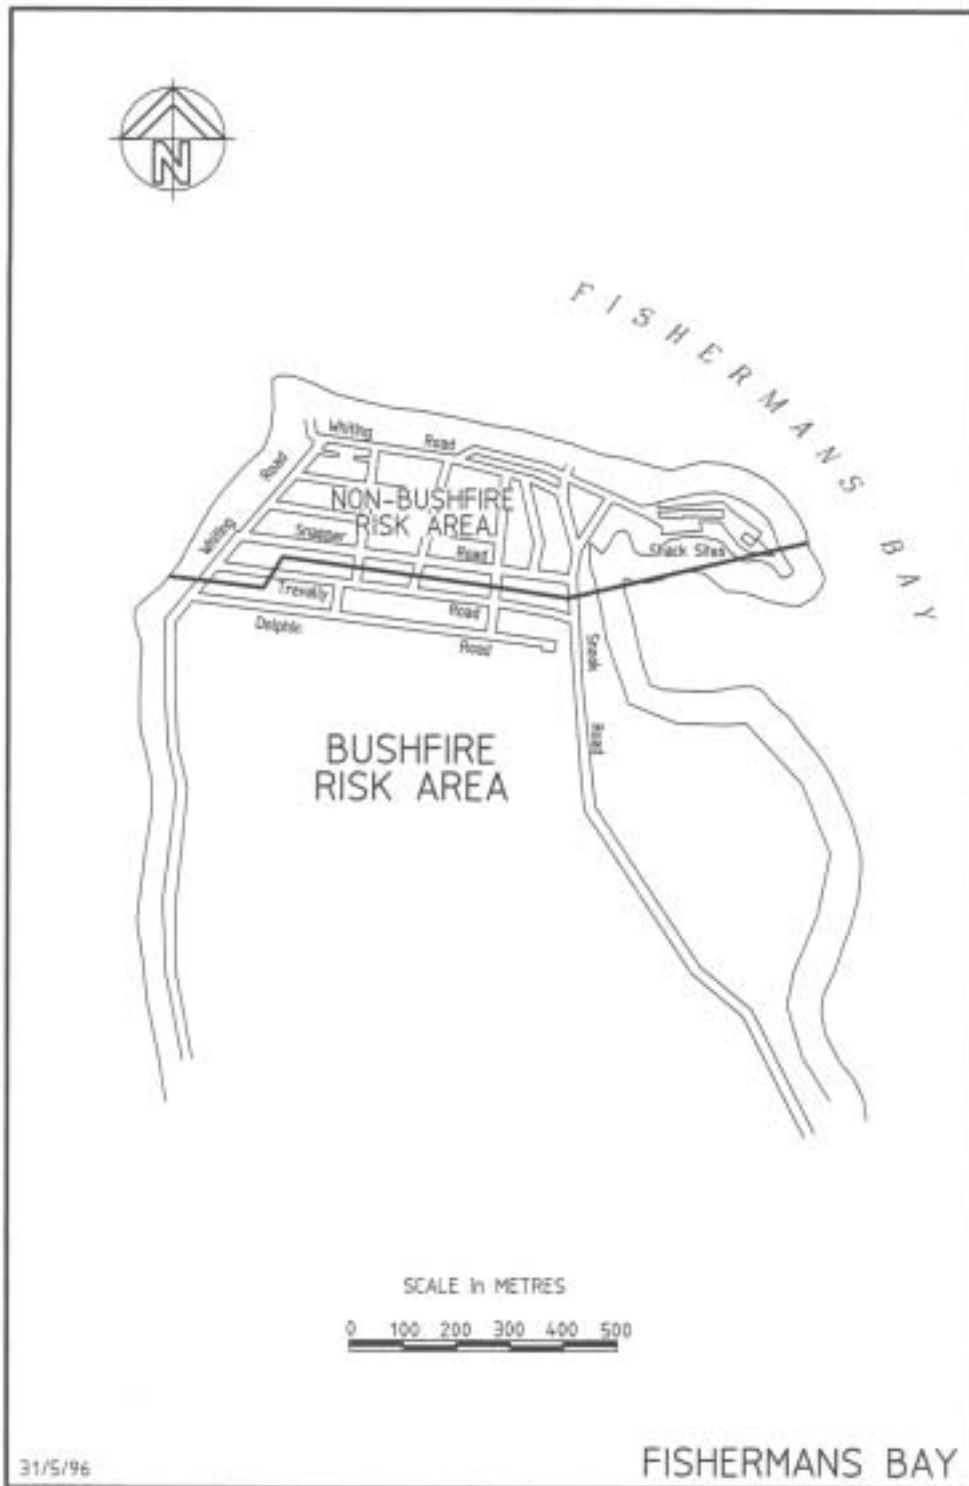 N
FISHERMANS BAY
Whiting Road
Whiting Road
NON-BUSHFIRE
RISK AREA
Snapper Road
Shack Sites
Trevally Road
Dolphin Road
Snook Road
BUSHFIRE
RISK AREA
SCALE in METRES
0 100 200 300 400 500
31/5/96
FISHERMANS BAY